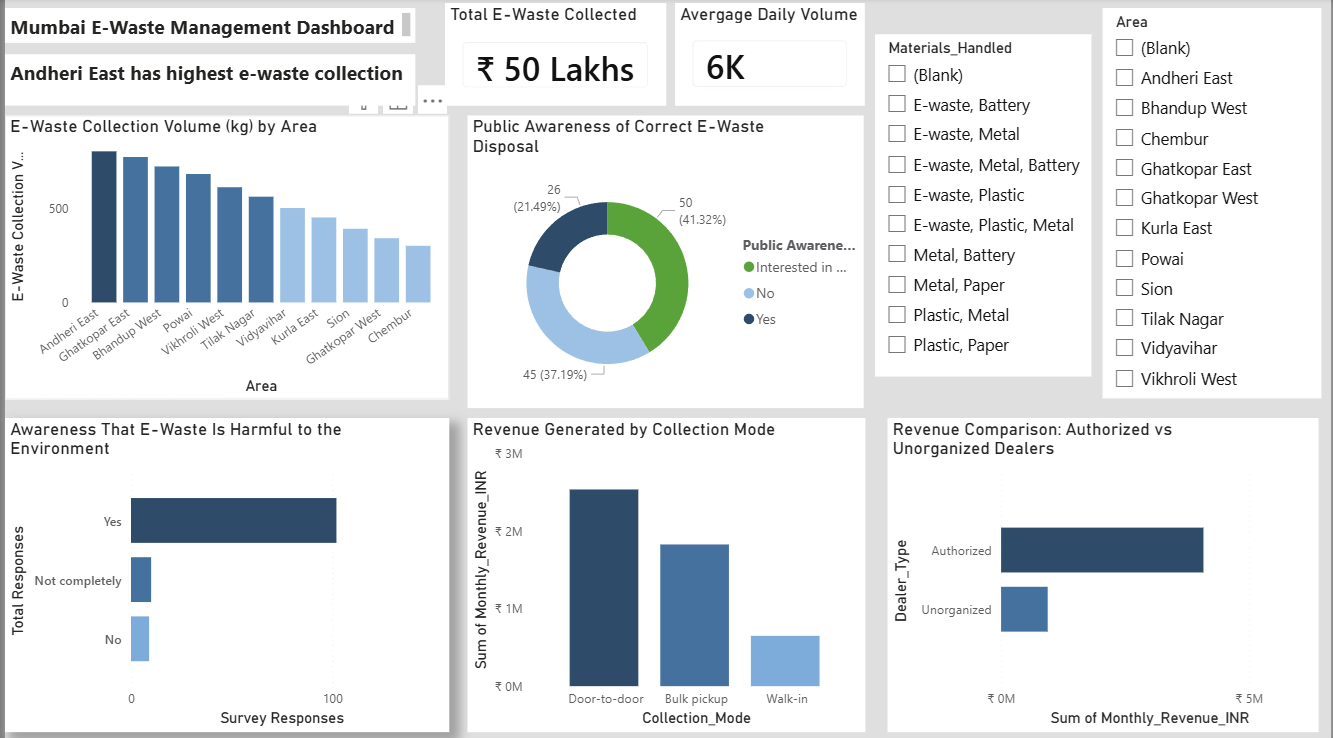 Mumbai E-Waste Management Dashboard
Andheri East has highest e-waste collection
Total E-Waste Collected
₹ 50 Lakhs
Avergage Daily Volume
6K
Materials_Handled
(Blank)
E-waste, Battery
E-waste, Metal
E-waste, Metal, Battery
E-waste, Plastic
E-waste, Plastic, Metal
Metal, Battery
Metal, Paper
Plastic, Metal
Plastic, Paper
Area
(Blank)
Andheri East
Bhandup West
Chembur
Ghatkopar East
Ghatkopar West
Kurla East
Powai
Sion
Tilak Nagar
Vidyavihar
Vikhroli West
E-Waste Collection Volume (kg) by Area
E-Waste Collection V...
500
0
Andheri East
Ghatkopar East
Bhandup West
Powai
Vikhroli West
Tilak Nagar
Vidyavihar
Kurla East
Sion
Ghatkopar West
Chembur
Area
Public Awareness of Correct E-Waste
Disposal
26
(21.49%)
50
(41.32%)
45 (37.19%)
Public Awarene...
Interested in ...
No
Yes
Awareness That E-Waste Is Harmful to the
Environment
Total Responses
Yes
Not completely
No
0
100
Survey Responses
Revenue Generated by Collection Mode
Sum of Monthly_Revenue_INR
₹ 3M
₹ 2M
₹ 1M
₹ 0M
Door-to-door
Bulk pickup
Walk-in
Collection_Mode
Revenue Comparison: Authorized vs
Unorganized Dealers
Dealer_Type
Authorized
Unorganized
₹ 0M
₹ 5M
Sum of Monthly_Revenue_INR